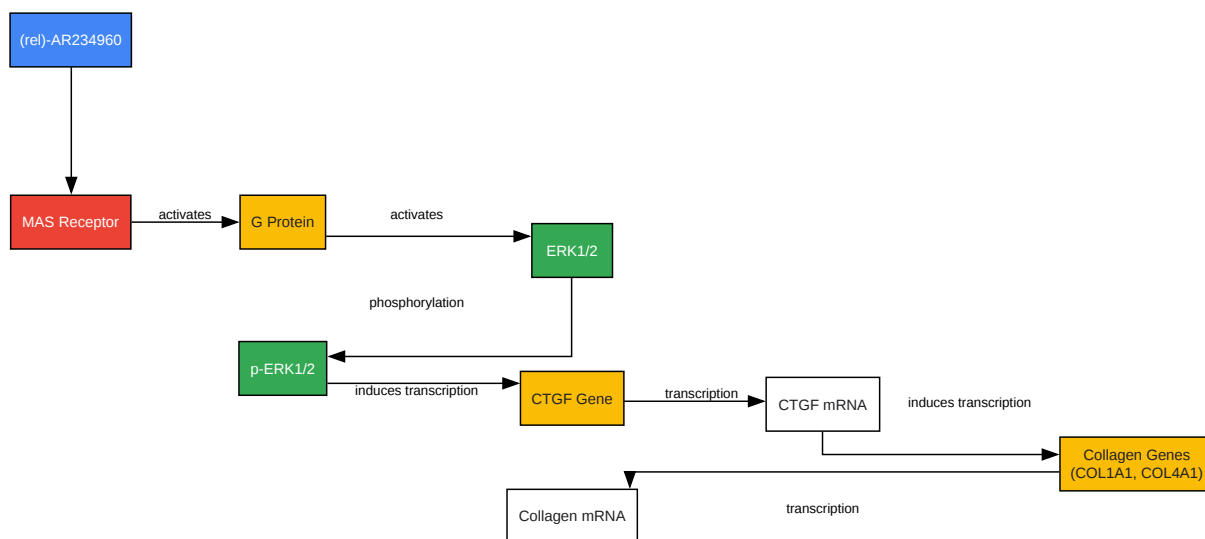 (rel)-AR234960
MAS Receptor
activates
G Protein
activates
ERK1/2
phosphorylation
p-ERK1/2
induces transcription
CTGF Gene
transcription
CTGF mRNA
induces transcription
Collagen Genes
(COL1A1, COL4A1)
transcription
Collagen mRNA